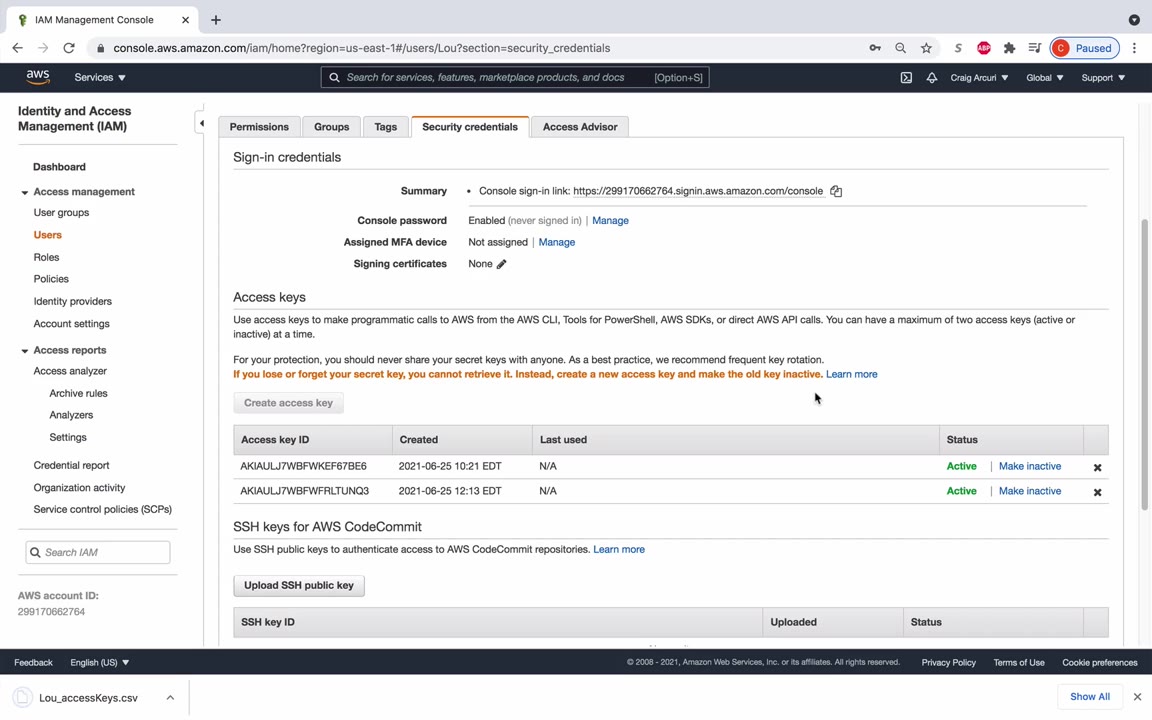 IAM Management Console
console.aws.amazon.com/iam/home?region=us-east-1#/users/Lou?section=security_credentials
S
ABP
C Paused
aws
Services
Search for services, features, marketplace products, and docs [Option+S]
Craig Arcuri
Global
Support
Identity and Access
Management (IAM)
Dashboard
Access management
User groups
Users
Roles
Policies
Identity providers
Account settings
Access reports
Access analyzer
Archive rules
Analyzers
Settings
Credential report
Organization activity
Service control policies (SCPs)
Search IAM
AWS account ID:
299170662764
Permissions Groups Tags Security credentials Access Advisor
Sign-in credentials
Summary • Console sign-in link: https://299170662764.signin.aws.amazon.com/console
Console password Enabled (never signed in) | Manage
Assigned MFA device Not assigned | Manage
Signing certificates None
Access keys
Use access keys to make programmatic calls to AWS from the AWS CLI, Tools for PowerShell, AWS SDKs, or direct AWS API calls. You can have a maximum of two access keys (active or
inactive) at a time.
For your protection, you should never share your secret keys with anyone. As a best practice, we recommend frequent key rotation.
If you lose or forget your secret key, you cannot retrieve it. Instead, create a new access key and make the old key inactive. Learn more
Create access key
Access key ID Created Last used Status
AKIAULJ7WBFWKEF67BE6 2021-06-25 10:21 EDT N/A Active | Make inactive
AKIAULJ7WBFWFRLTUNQ3 2021-06-25 12:13 EDT N/A Active | Make inactive
SSH keys for AWS CodeCommit
Use SSH public keys to authenticate access to AWS CodeCommit repositories. Learn more
Upload SSH public key
SSH key ID Uploaded Status
Feedback English (US) © 2008 - 2021, Amazon Web Services, Inc. or its affiliates. All rights reserved. Privacy Policy Terms of Use Cookie preferences
Lou_accessKeys.csv
Show All